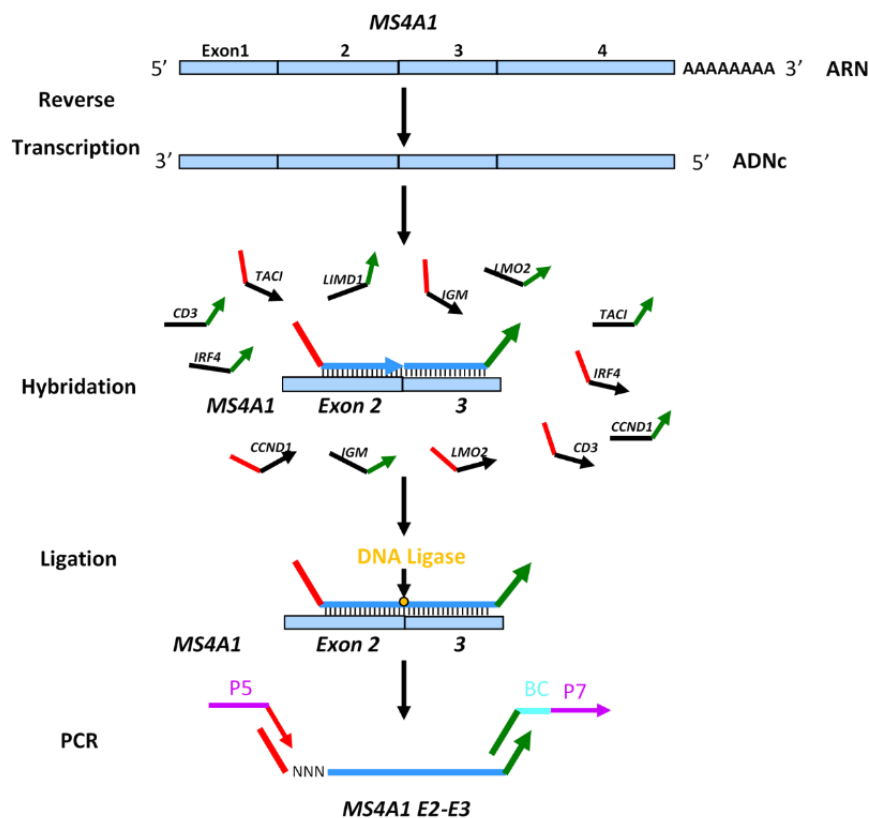 MS4A1
Exon1 2 3 4
5’ AAAAAAAA 3’ ARN
Reverse
Transcription
3’ 5’ ADNc
TACI LIMD1 IGM LMO2
CD3 TACI
IRF4 IRF4
Hybridation
MS4A1 Exon 2 3
CCND1
CCND1 IGM LMO2 CD3
Ligation
DNA Ligase
MS4A1 Exon 2 3
P5 BC P7
PCR
NNN
MS4A1 E2-E3